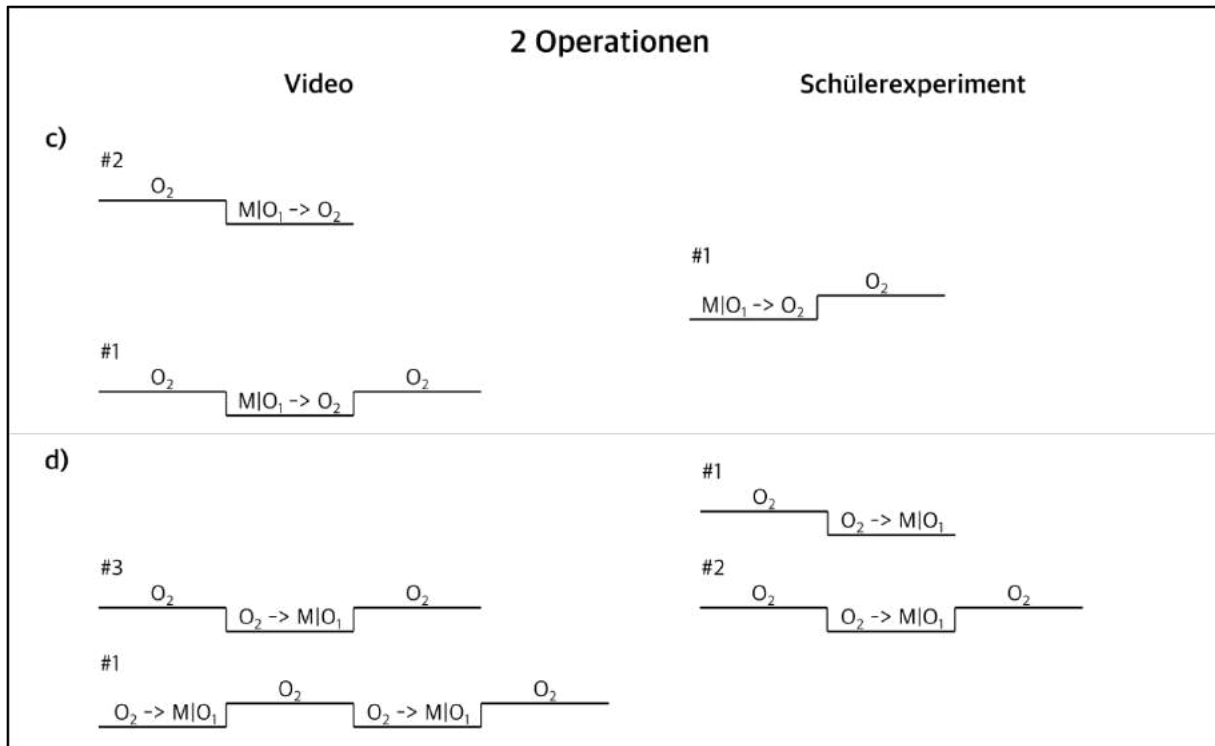 2 Operationen
Video Schülerexperiment
c)
#2
O₂
M|O₁ -> O₂
#1
O₂
M|O₁ -> O₂
#1
O₂ O₂
M|O₁ -> O₂
d)
#1
O₂
O₂ -> M|O₁
#3
O₂ O₂
O₂ -> M|O₁
#2
O₂ O₂
O₂ -> M|O₁
#1
O₂ O₂
O₂ -> M|O₁ O₂ -> M|O₁